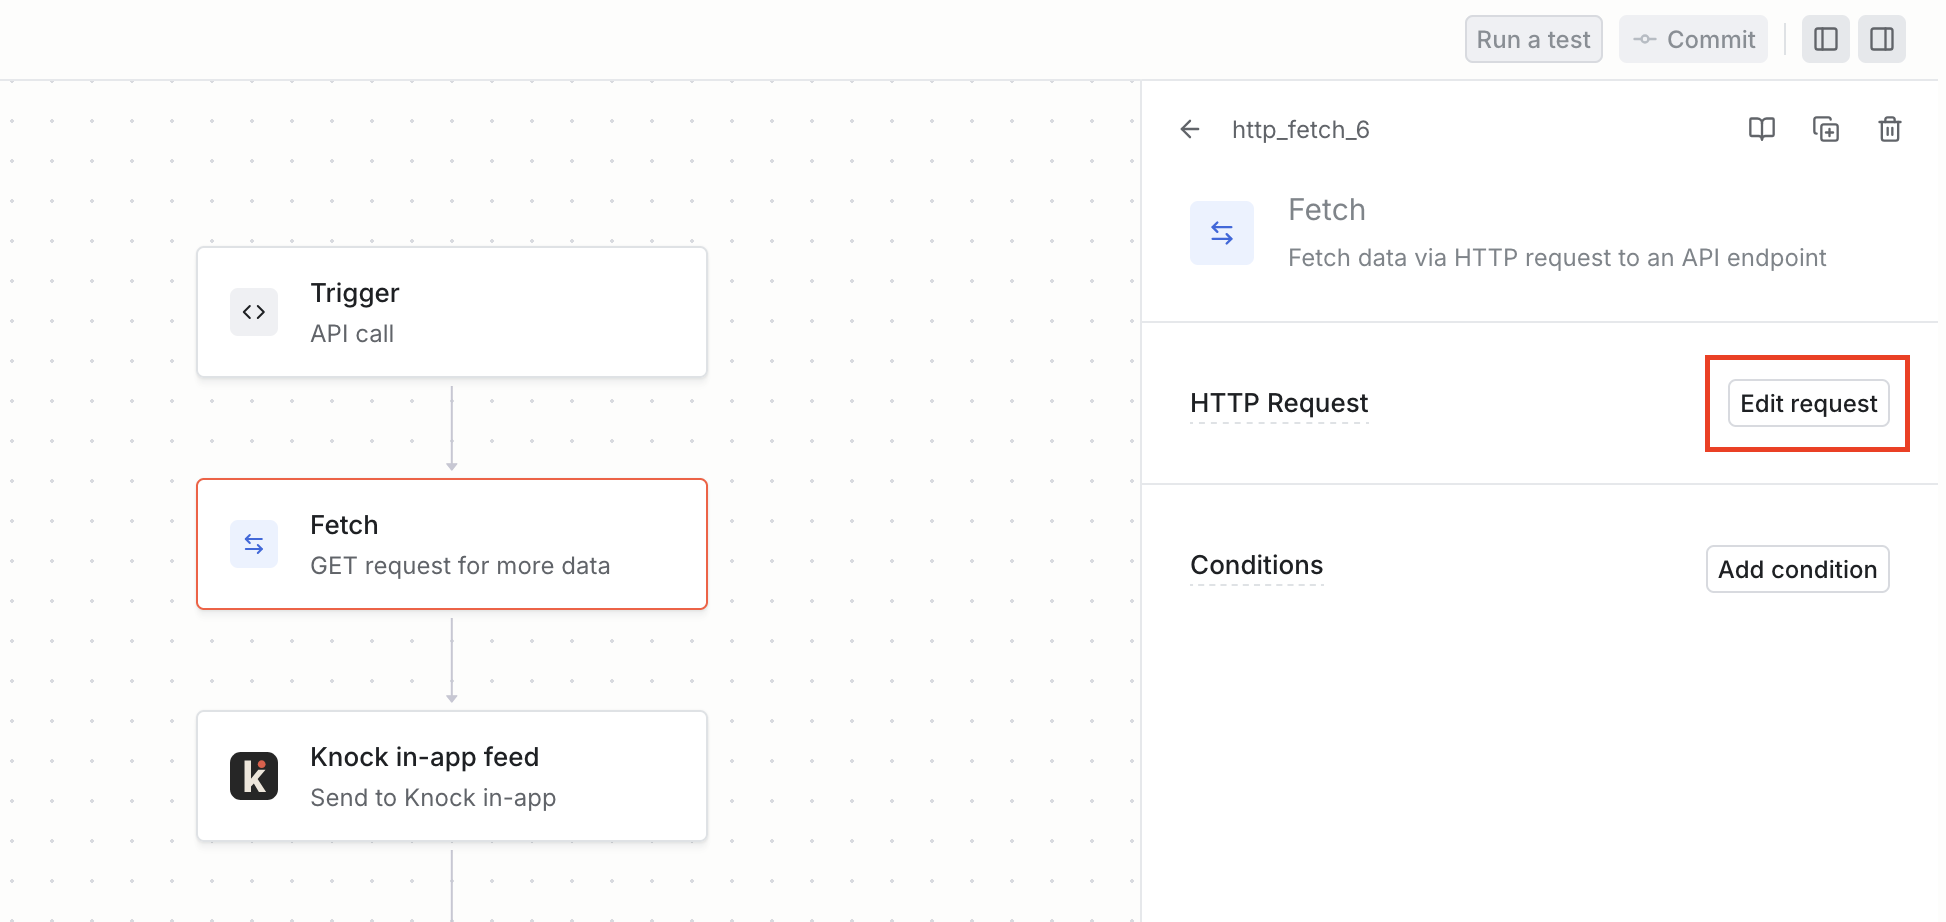 Run a test
Commit
http_fetch_6
Fetch
Fetch data via HTTP request to an API endpoint
HTTP Request
Edit request
Conditions
Add condition
Trigger
API call
Fetch
GET request for more data
Knock in-app feed
Send to Knock in-app